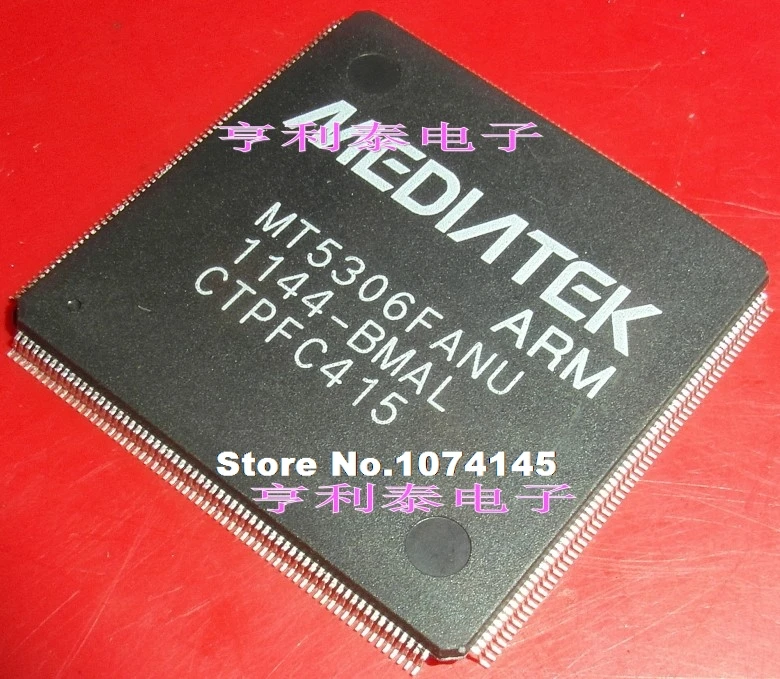 MEDIATEK
亨利泰电子
ARM
MT5306FANU
1144-BMAL
CTPFC415
Store No.1074145
亨利泰电子